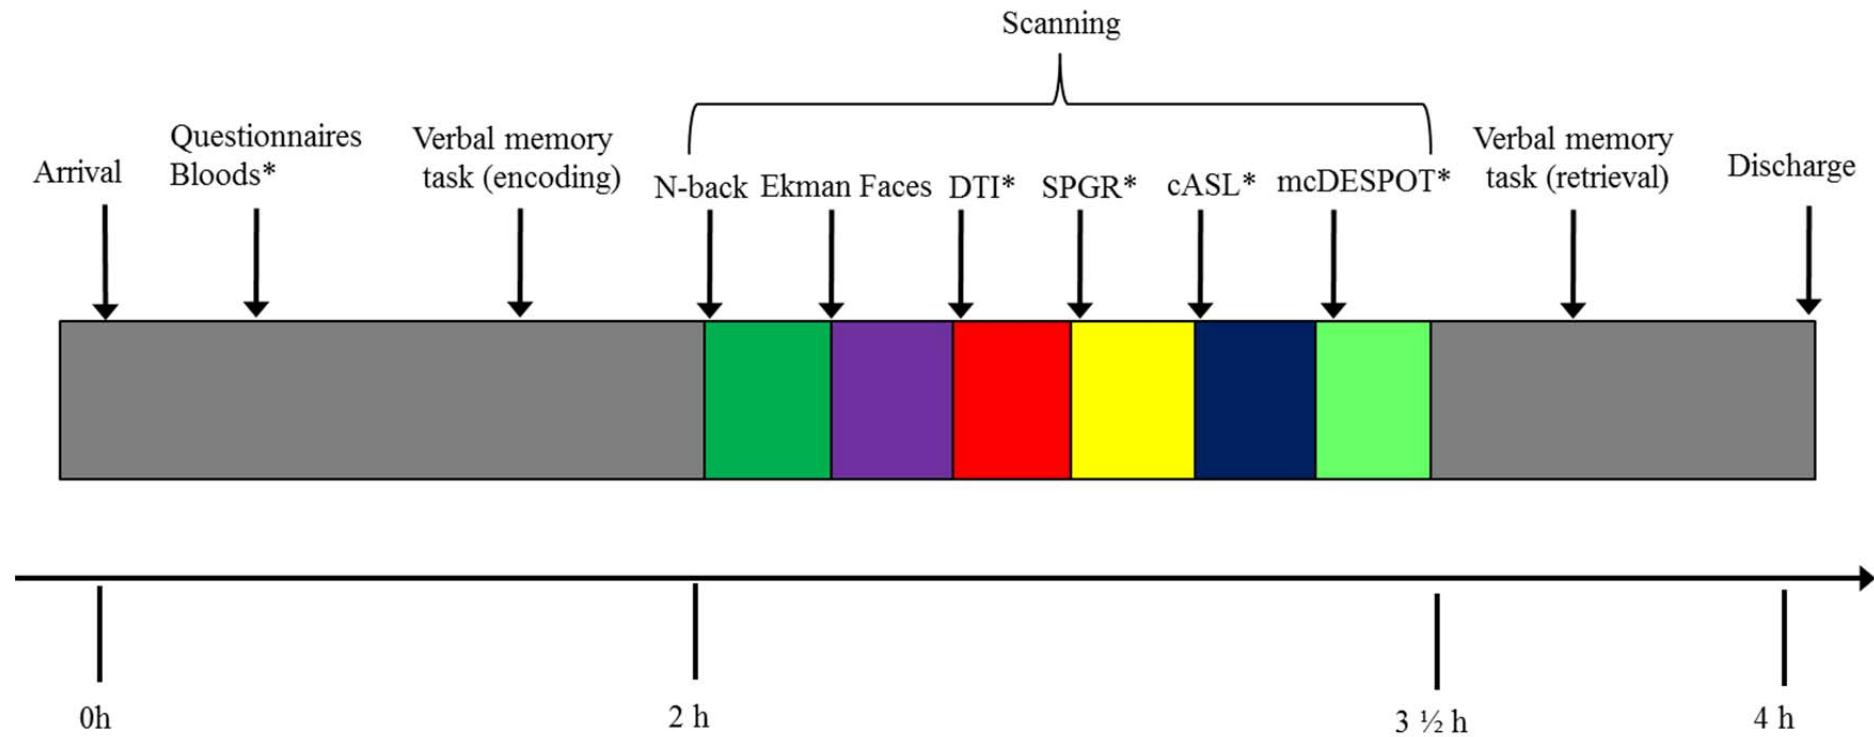 Scanning
Arrival
Questionnaires
Bloods*
Verbal memory
task (encoding)
N-back
Ekman Faces
DTI*
SPGR*
cASL*
mcDESPOT*
Verbal memory
task (retrieval)
Discharge
0h
2 h
3 ½ h
4 h